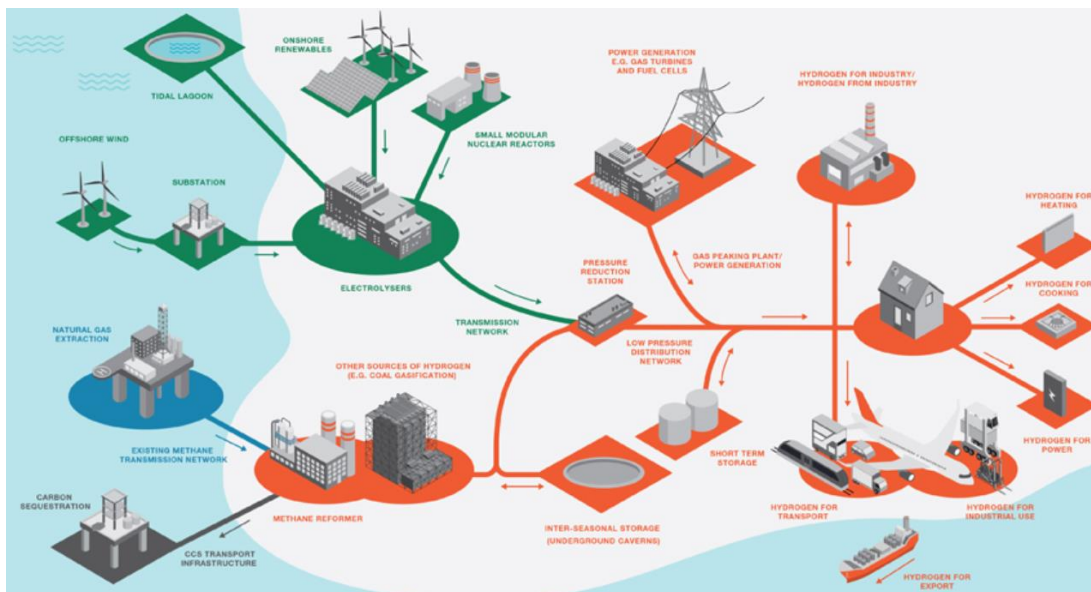 TIDAL LAGOON
ONSHORE
RENEWABLES
SMALL MODULAR
NUCLEAR REACTORS
OFFSHORE WIND
SUBSTATION
ELECTROLYSERS
TRANSMISSION
NETWORK
POWER GENERATION
E.G. GAS TURBINES
AND FUEL CELLS
HYDROGEN FOR INDUSTRY/
HYDROGEN FROM INDUSTRY
GAS PEAKING PLANT/
POWER GENERATION
PRESSURE
REDUCTION
STATION
LOW PRESSURE
DISTRIBUTION
NETWORK
HYDROGEN FOR
HEATING
HYDROGEN FOR
COOKING
HYDROGEN FOR
POWER
NATURAL GAS
EXTRACTION
EXISTING METHANE
TRANSMISSION NETWORK
OTHER SOURCES OF HYDROGEN
(E.G. COAL GASIFICATION)
METHANE REFORMER
CARBON
SEQUESTRATION
CCS TRANSPORT
INFRASTRUCTURE
INTER-SEASONAL STORAGE
(UNDERGROUND CAVERNS)
SHORT TERM
STORAGE
HYDROGEN FOR
TRANSPORT
HYDROGEN FOR
INDUSTRIAL USE
HYDROGEN FOR
EXPORT